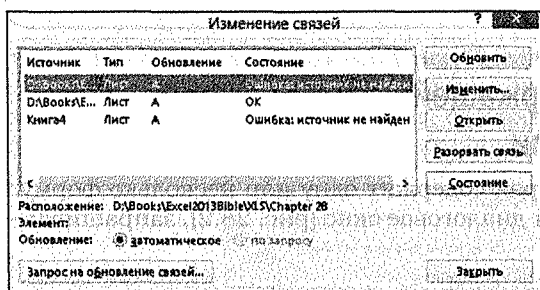 Изменение связей
?
Источник Тип Обновление Состояние
Лист А
D:\Books\E... Лист А OK
Книга4 Лист А Ошибка: источник не найден
Обновить
Изменить...
Открыть
Разорвать связь
Состояние
Расположение: D:\Books\Excel2013Bible\XLS\Chapter 28
Элемент:
Обновление: автоматическое по запросу
Запрос на обновление связей...
Закрыть